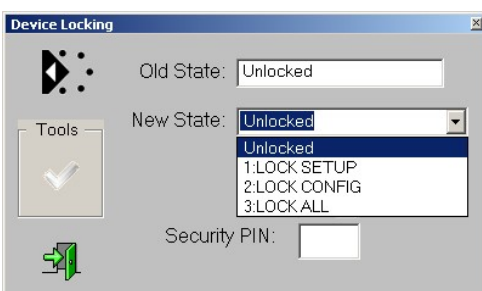 Device Locking
Old State: Unlocked
Tools
New State: Unlocked
Unlocked
1:LOCK SETUP
2:LOCK CONFIG
3:LOCK ALL
Security PIN: